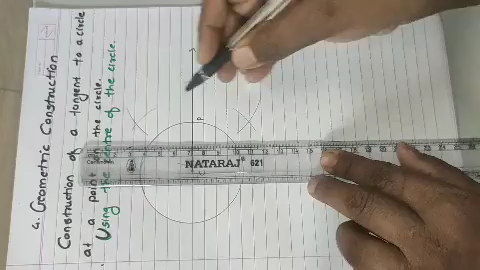 4. Geometric Construction
Construction of a tangent to a circle
at a point on the circle.
Using the centre of the circle.
P
C
NATARAJ 621